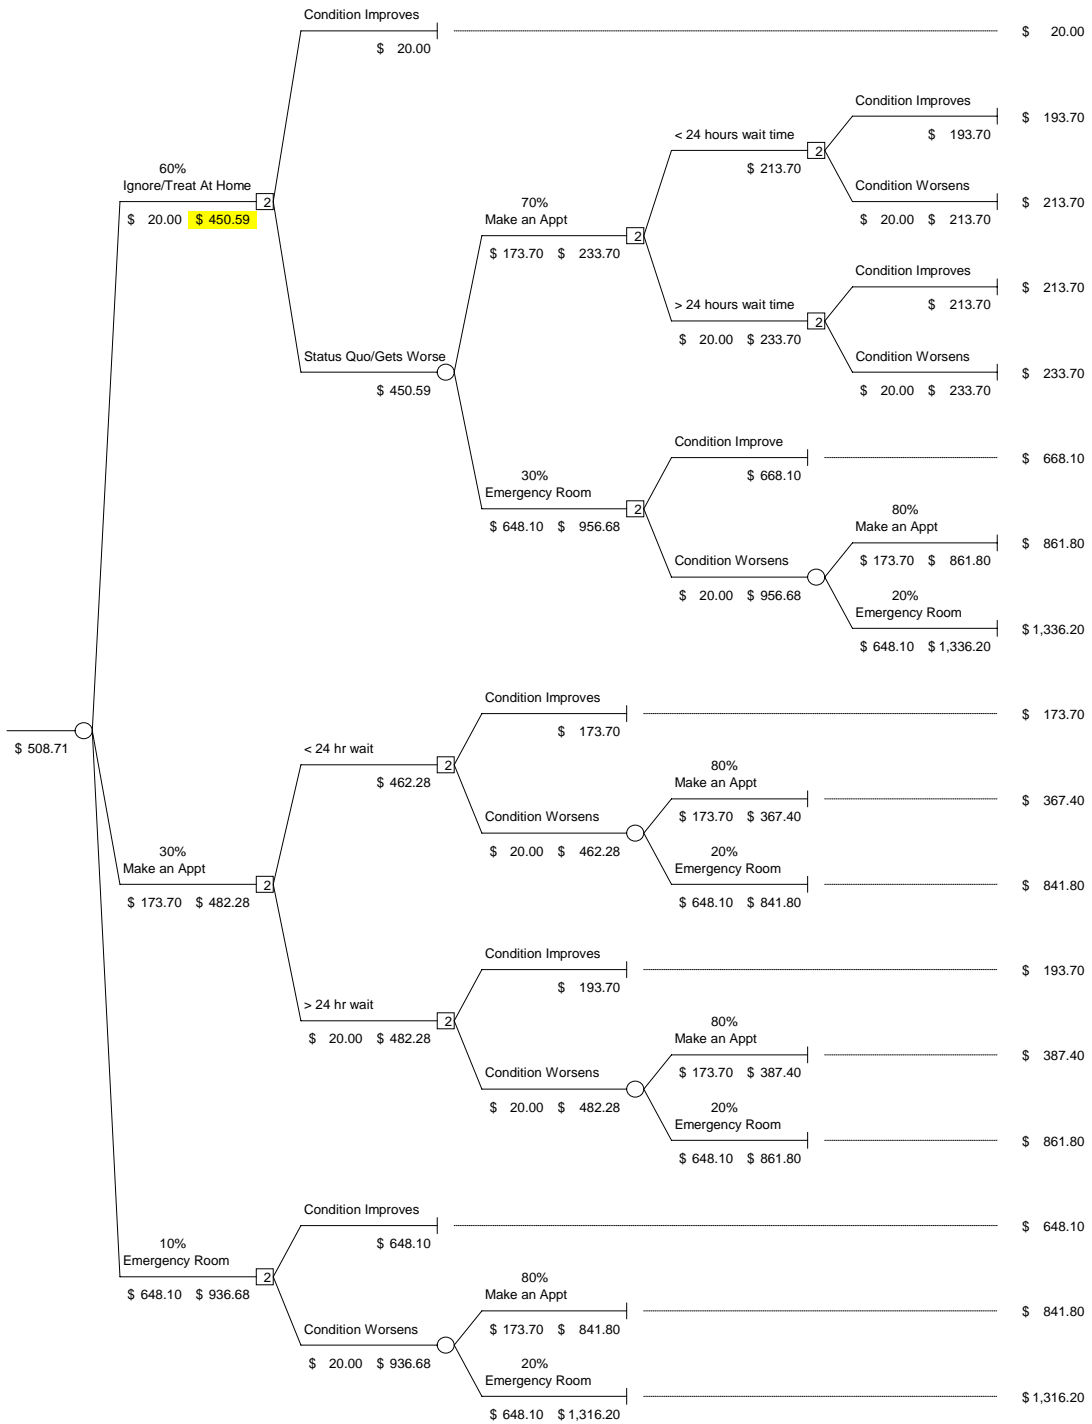 Condition Improves
$ 20.00
$ 20.00
Condition Improves
$ 193.70
$ 193.70
< 24 hours wait time
2
$ 213.70
60%
Ignore/Treat At Home
2
$ 20.00 $ 450.59
Condition Worsens
$ 20.00 $ 213.70
$ 213.70
70%
Make an Appt
2
$ 173.70 $ 233.70
Condition Improves
$ 213.70
$ 213.70
> 24 hours wait time
2
$ 20.00 $ 233.70
Status Quo/Gets Worse
$ 450.59
Condition Worsens
$ 20.00 $ 233.70
$ 233.70
Condition Improve
$ 668.10
$ 668.10
30%
Emergency Room
2
$ 648.10 $ 956.68
80%
Make an Appt
$ 173.70 $ 861.80
$ 861.80
Condition Worsens
$ 20.00 $ 956.68
20%
Emergency Room
$ 648.10 $ 1,336.20
$ 1,336.20
Condition Improves
$ 173.70
$ 173.70
$ 508.71
< 24 hr wait
2
$ 462.28
80%
Make an Appt
$ 173.70 $ 367.40
$ 367.40
Condition Worsens
$ 20.00 $ 462.28
30%
Make an Appt
2
$ 173.70 $ 482.28
20%
Emergency Room
$ 648.10 $ 841.80
$ 841.80
Condition Improves
$ 193.70
$ 193.70
> 24 hr wait
2
$ 20.00 $ 482.28
80%
Make an Appt
$ 173.70 $ 387.40
$ 387.40
Condition Worsens
$ 20.00 $ 482.28
20%
Emergency Room
$ 648.10 $ 861.80
$ 861.80
Condition Improves
$ 648.10
$ 648.10
10%
Emergency Room
2
$ 648.10 $ 936.68
80%
Make an Appt
$ 173.70 $ 841.80
$ 841.80
Condition Worsens
$ 20.00 $ 936.68
20%
Emergency Room
$ 648.10 $ 1,316.20
$ 1,316.20